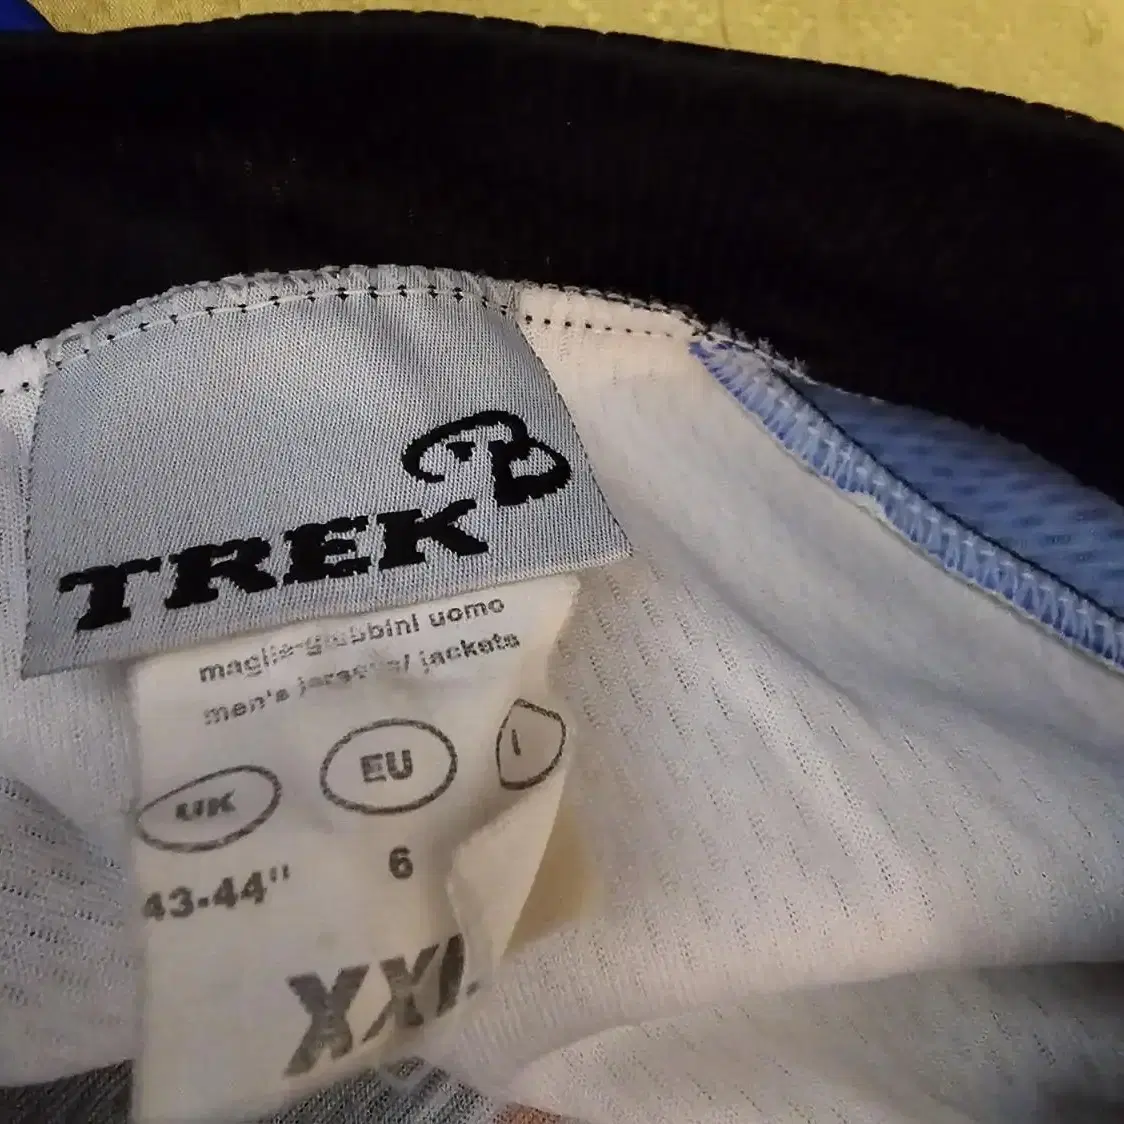 TREK
maglie-giubbini uomo
men's jerseys/ jackets
UK EU I
43-44" 6
XXL